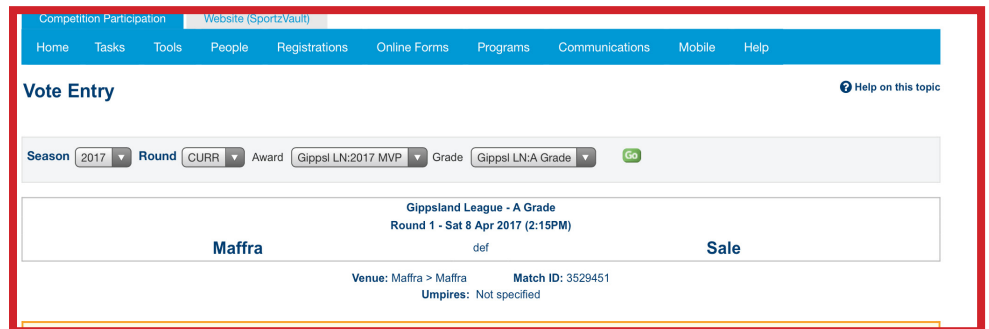 Competition Participation Website (SportzVault)
Home Tasks Tools People Registrations Online Forms Programs Communications Mobile Help
Vote Entry ? Help on this topic
Season 2017 Round CURR Award Gippsl LN:2017 MVP Grade Gippsl LN:A Grade Go
Gippsland League - A Grade
Round 1 - Sat 8 Apr 2017 (2:15PM)
Maffra def Sale
Venue: Maffra > Maffra Match ID: 3529451
Umpires: Not specified